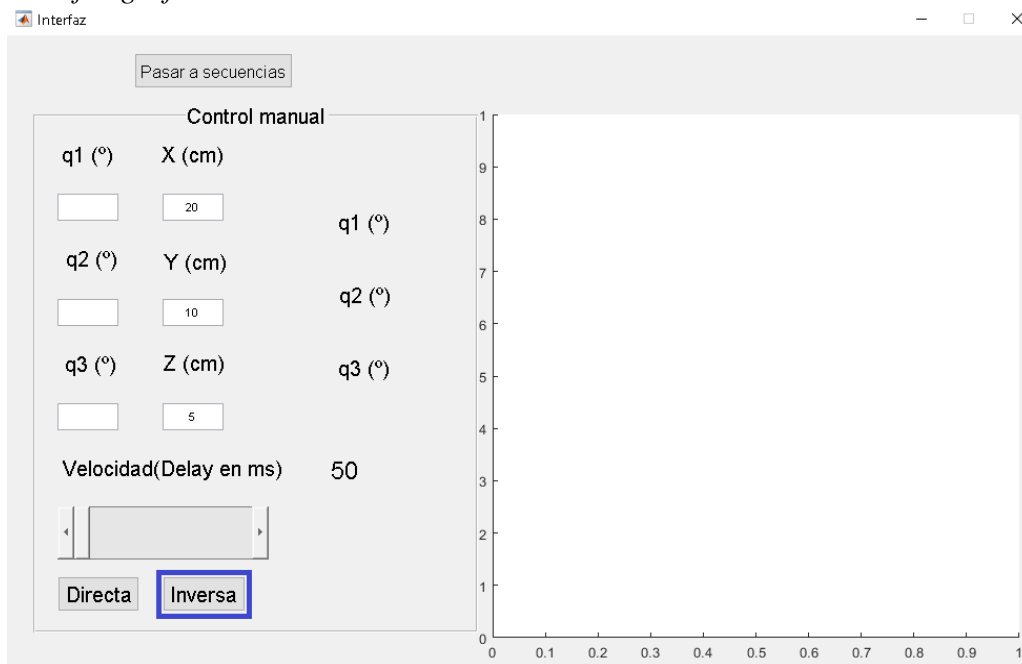 Interfaz
Pasar a secuencias
Control manual
q1 (º) X (cm)
20
q1 (º)
q2 (º) Y (cm)
q2 (º)
10
q3 (º) Z (cm)
q3 (º)
5
Velocidad(Delay en ms) 50
Directa Inversa
1
9
8
7
6
5
4
3
2
1
0
0 0.1 0.2 0.3 0.4 0.5 0.6 0.7 0.8 0.9 1